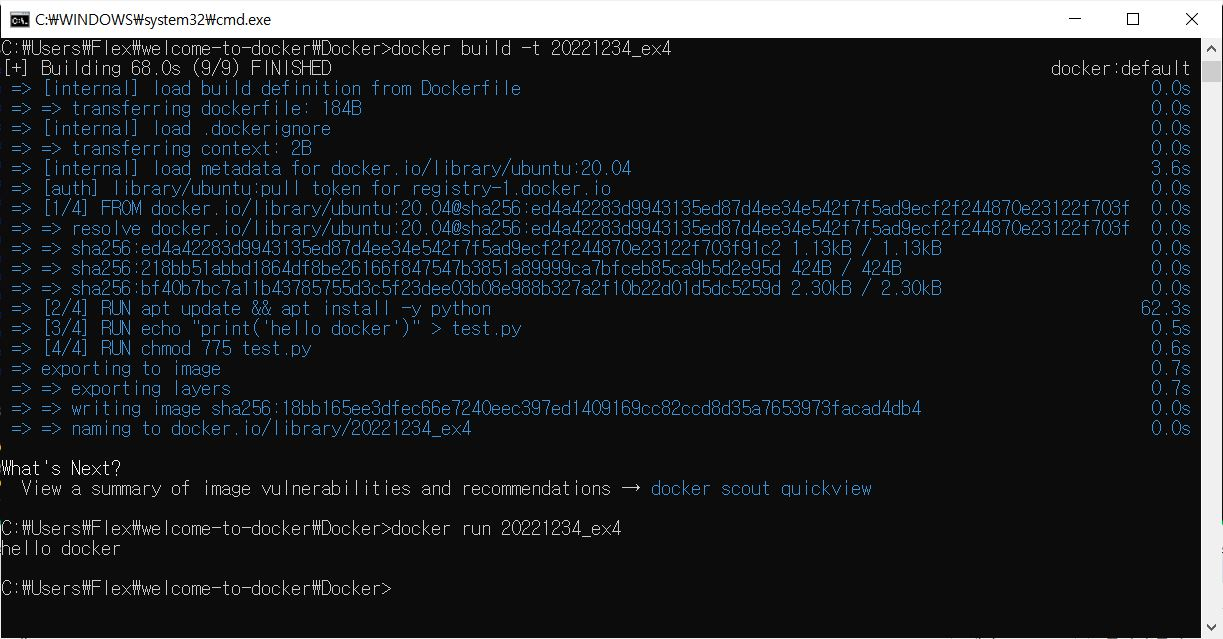 C:\WINDOWS\system32\cmd.exe
C:\Users\Flex\welcome-to-docker\Docker>docker build -t 20221234_ex4
[+] Building 68.0s (9/9) FINISHED docker:default
=> [internal] load build definition from Dockerfile 0.0s
=> => transferring dockerfile: 184B 0.0s
=> [internal] load .dockerignore 0.0s
=> => transferring context: 2B 0.0s
=> [internal] load metadata for docker.io/library/ubuntu:20.04 3.6s
=> [auth] library/ubuntu:pull token for registry-1.docker.io 0.0s
=> [1/4] FROM docker.io/library/ubuntu:20.04@sha256:ed4a42283d9943135ed87d4ee34e542f7f5ad9ecf2f244870e23122f703f 0.0s
=> => resolve docker.io/library/ubuntu:20.04@sha256:ed4a42283d9943135ed87d4ee34e542f7f5ad9ecf2f244870e23122f703f 0.0s
=> => sha256:ed4a42283d9943135ed87d4ee34e542f7f5ad9ecf2f244870e23122f703f91c2 1.13kB / 1.13kB 0.0s
=> => sha256:218bb51abbd1864df8be26166f847547b3851a89999ca7bfceb85ca9b5d2e95d 424B / 424B 0.0s
=> => sha256:bf40b7bc7a11b43785755d3c5f23dee03b08e988b327a2f10b22d01d5dc5259d 2.30kB / 2.30kB 0.0s
=> [2/4] RUN apt update && apt install -y python 62.3s
=> [3/4] RUN echo "print('hello docker')" > test.py 0.5s
=> [4/4] RUN chmod 775 test.py 0.6s
=> exporting to image 0.7s
=> => exporting layers 0.7s
=> => writing image sha256:18bb165ee3dfec66e7240eec397ed1409169cc82ccd8d35a7653973facad4db4 0.0s
=> => naming to docker.io/library/20221234_ex4 0.0s
What's Next?
View a summary of image vulnerabilities and recommendations → docker scout quickview
C:\Users\Flex\welcome-to-docker\Docker>docker run 20221234_ex4
hello docker
C:\Users\Flex\welcome-to-docker\Docker>